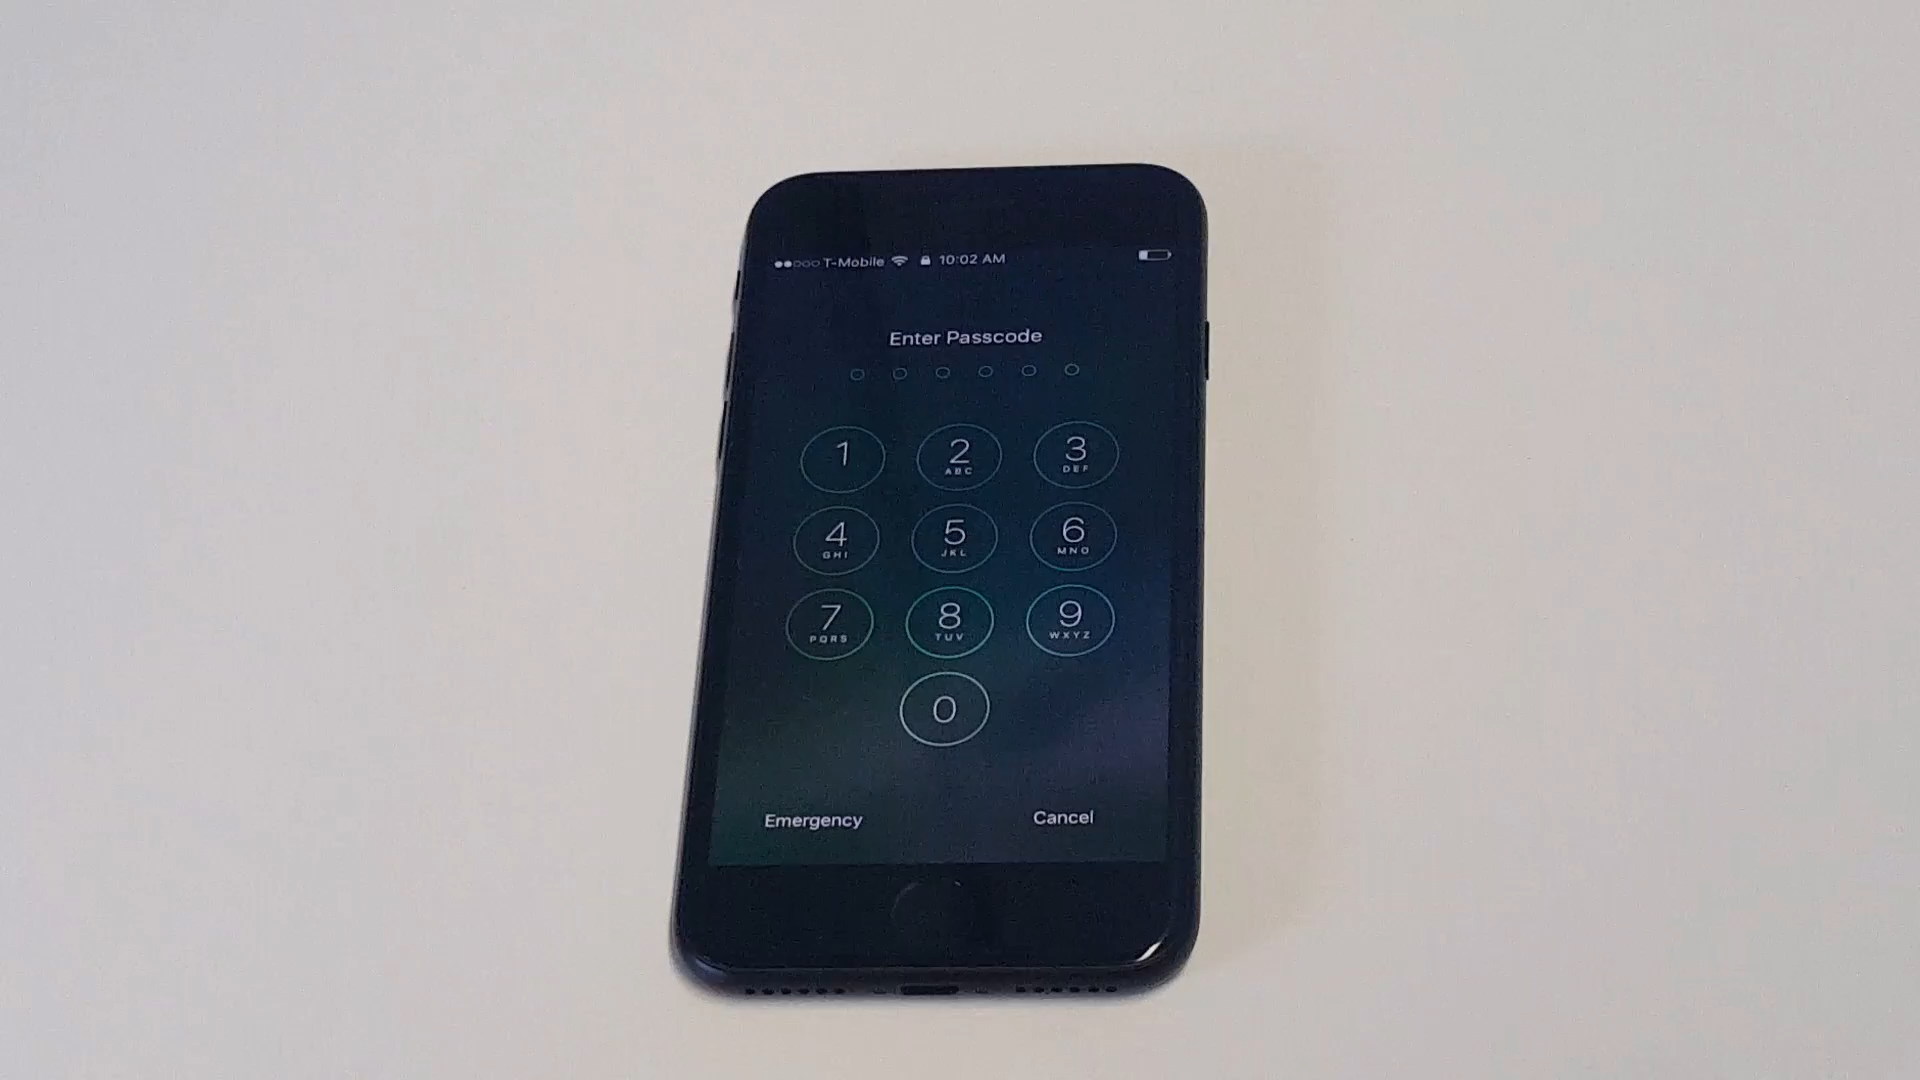 T-Mobile 10:02 AM
Enter Passcode
1 2 3
ABC DEF
4 5 6
GHI JKL MNO
7 8 9
PQRS TUV WXYZ
0
Emergency Cancel